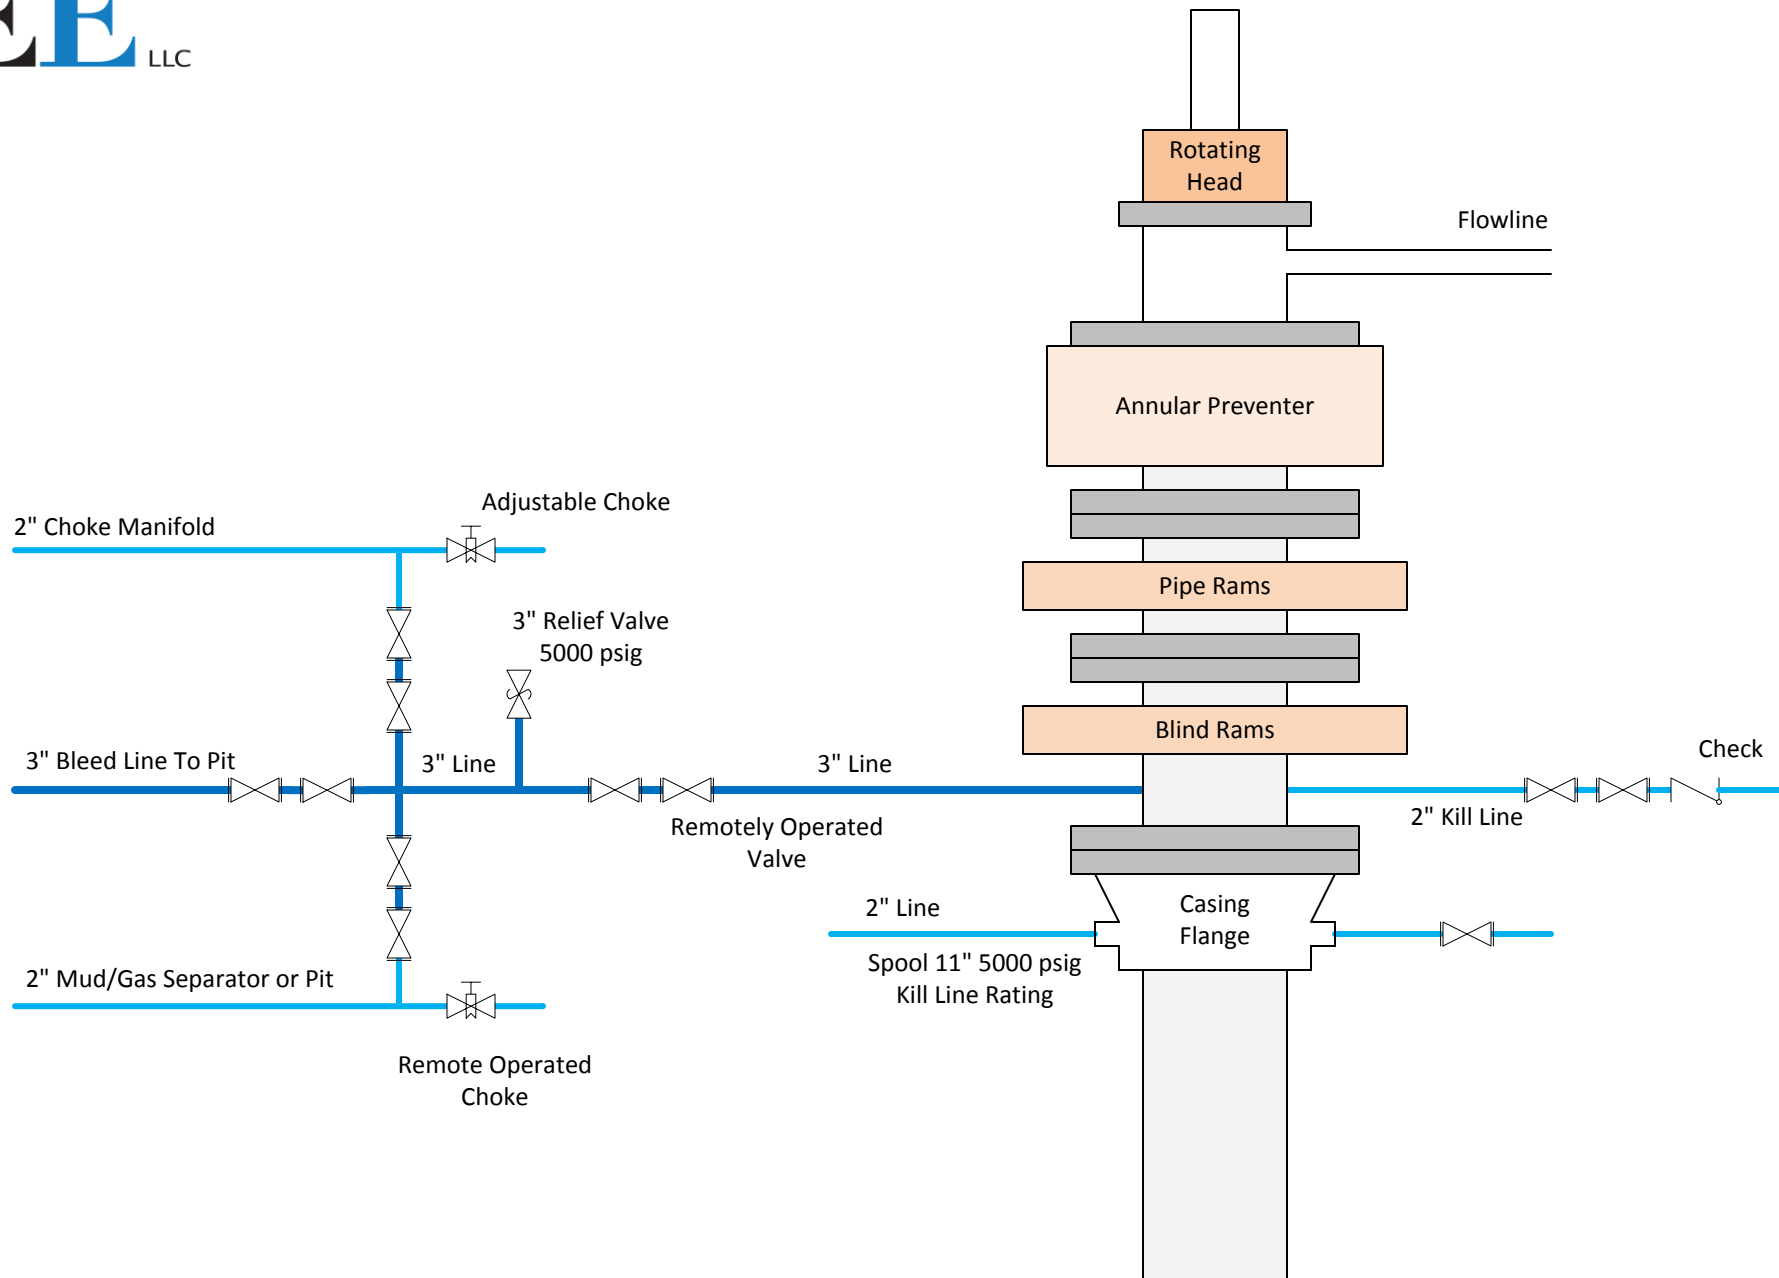 EE LLC
Rotating
Head
Flowline
Annular Preventer
Adjustable Choke
2" Choke Manifold
Pipe Rams
3" Relief Valve
5000 psig
Blind Rams
Check
3" Bleed Line To Pit
3" Line
3" Line
2" Kill Line
Remotely Operated
Valve
2" Line
Casing
Flange
Spool 11" 5000 psig
Kill Line Rating
2" Mud/Gas Separator or Pit
Remote Operated
Choke